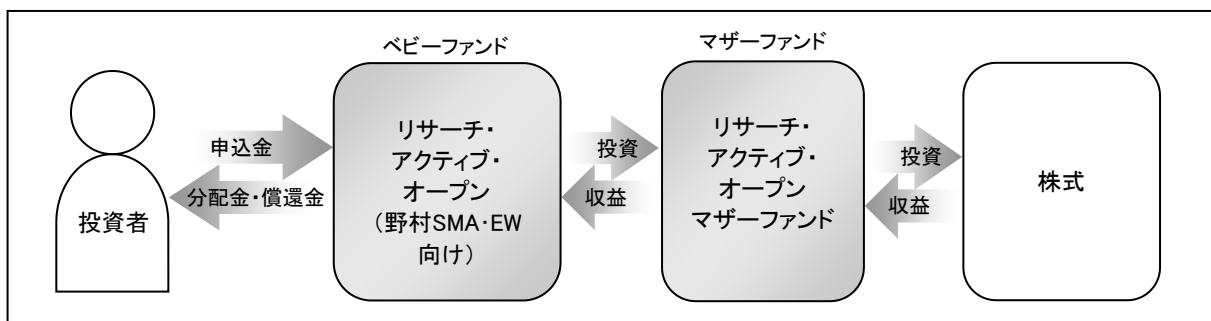 ベビーファンド
マザーファンド
投資者
申込金
分配金・償還金
リサーチ・
アクティブ・
オープン
（野村SMA・EW
向け）
投資
収益
リサーチ・
アクティブ・
オープン
マザーファンド
投資
収益
株式